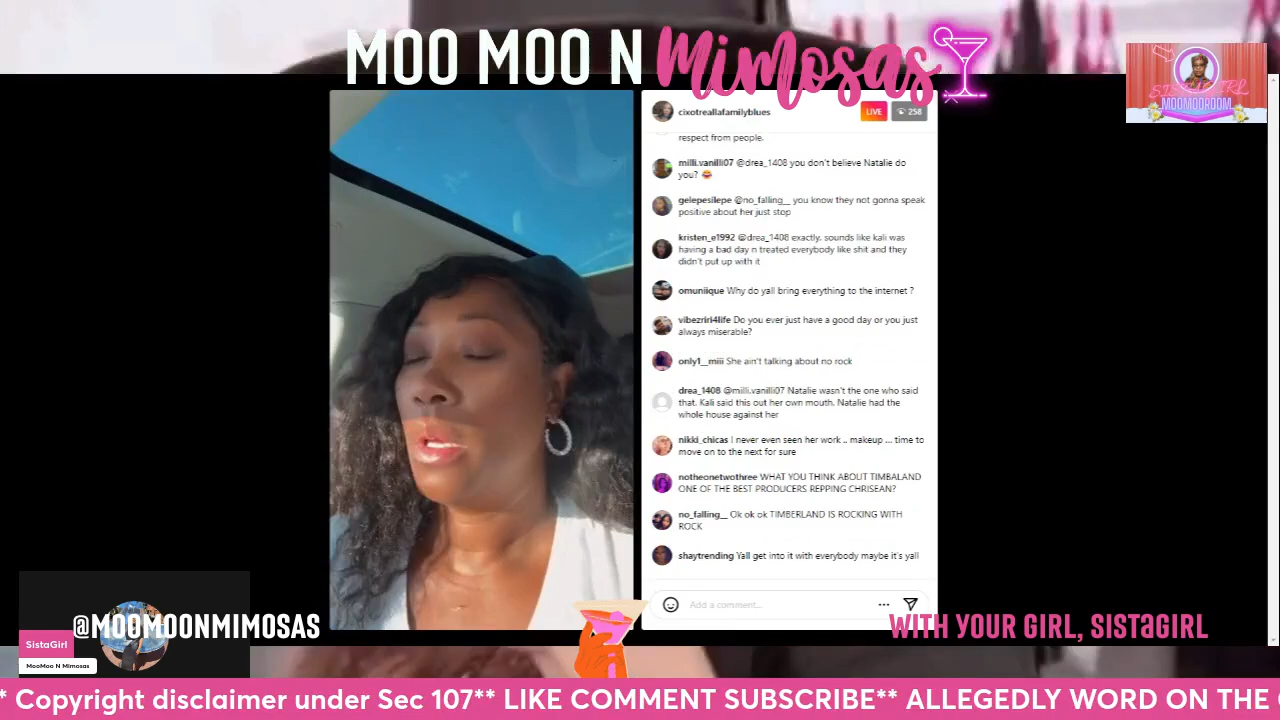 MOO MOO N Mimosas
SISTAGIRL
MOOMOOROOM
cixotreallafamilyblues
LIVE
258
respect from people.
milli.vanilli07 @drea_1408 you don't believe Natalie do
you? 😂
gelepesilepe @no_falling__ you know they not gonna speak
positive about her just stop
kristen_e1992 @drea_1408 exactly, sounds like kali was
having a bad day n treated everybody like shit and they
didn't put up with it
omuniique Why do yall bring everything to the internet ?
vibezriri4life Do you ever just have a good day or you just
always miserable?
only1__miii She ain't talking about no rock
drea_1408 @milli.vanilli07 Natalie wasn't the one who said
that. Kali said this out her own mouth. Natalie had the
whole house against her
nikki_chicas I never even seen her work .. makeup ... time to
move on to the next for sure
notheonetwothree WHAT YOU THINK ABOUT TIMBALAND
ONE OF THE BEST PRODUCERS REPPING CHRISEAN?
no_falling__ Ok ok ok TIMBERLAND IS ROCKING WITH
ROCK
shaytrending Yall get into it with everybody maybe it's yall
Add a comment...
@MOOMOONMIMOSAS
WITH YOUR GIRL, SISTAGIRL
SistaGirl
MooMoo N Mimosas
* Copyright disclaimer under Sec 107** LIKE COMMENT SUBSCRIBE** ALLEGEDLY WORD ON THE